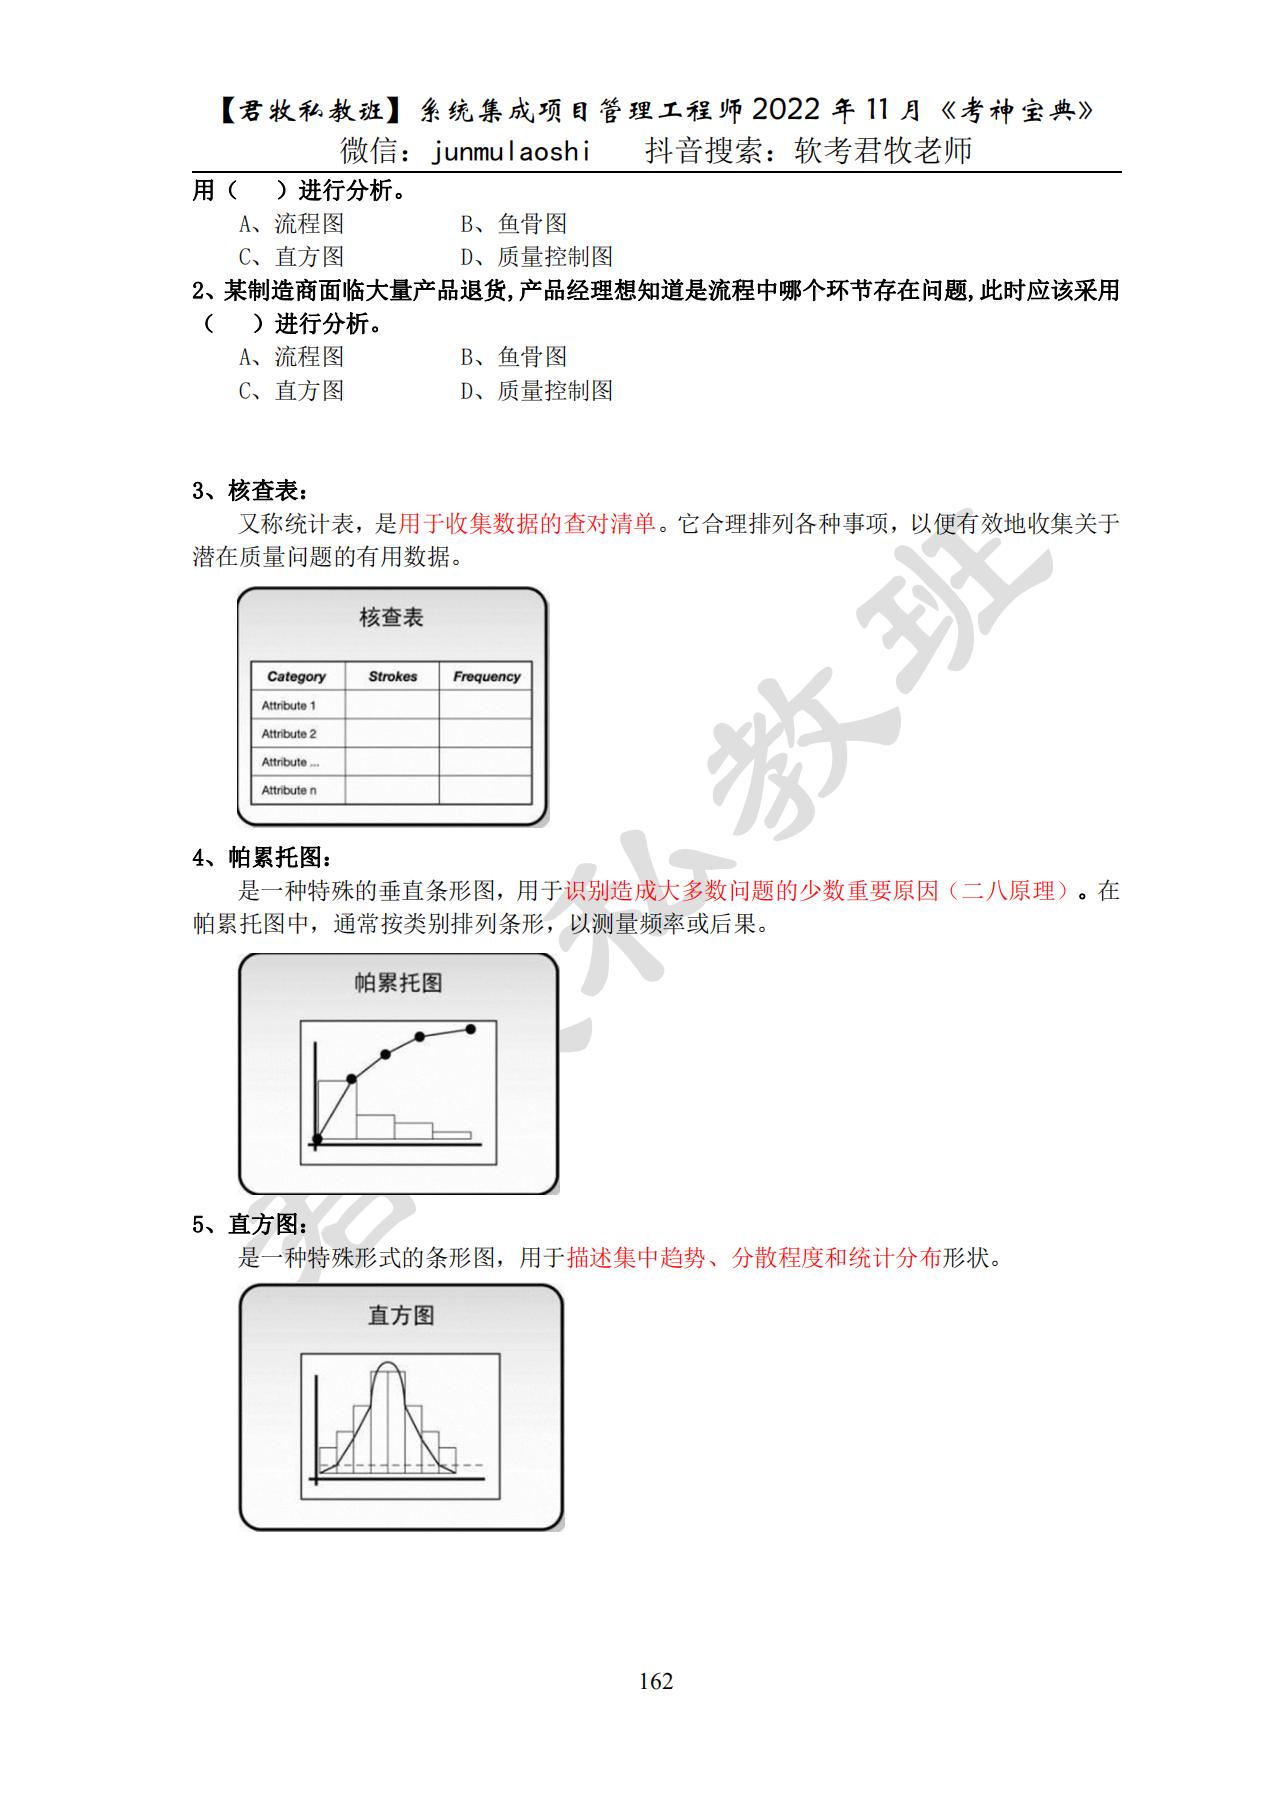 【君牧私教班】系统集成项目管理工程师 2022 年 11 月《考神宝典》
微信：junmulaoshi 抖音搜索：软考君牧老师
用（ ）进行分析。
A、流程图 B、鱼骨图
C、直方图 D、质量控制图
2、某制造商面临大量产品退货,产品经理想知道是流程中哪个环节存在问题,此时应该采用
（ ）进行分析。
A、流程图 B、鱼骨图
C、直方图 D、质量控制图
3、核查表：
又称统计表，是用于收集数据的查对清单。它合理排列各种事项，以便有效地收集关于
潜在质量问题的有用数据。
核查表
Category Strokes Frequency
Attribute 1
Attribute 2
Attribute ...
Attribute n
4、帕累托图：
是一种特殊的垂直条形图，用于识别造成大多数问题的少数重要原因（二八原理）。在
帕累托图中，通常按类别排列条形，以测量频率或后果。
帕累托图
5、直方图：
是一种特殊形式的条形图，用于描述集中趋势、分散程度和统计分布形状。
直方图
162
君牧私教班